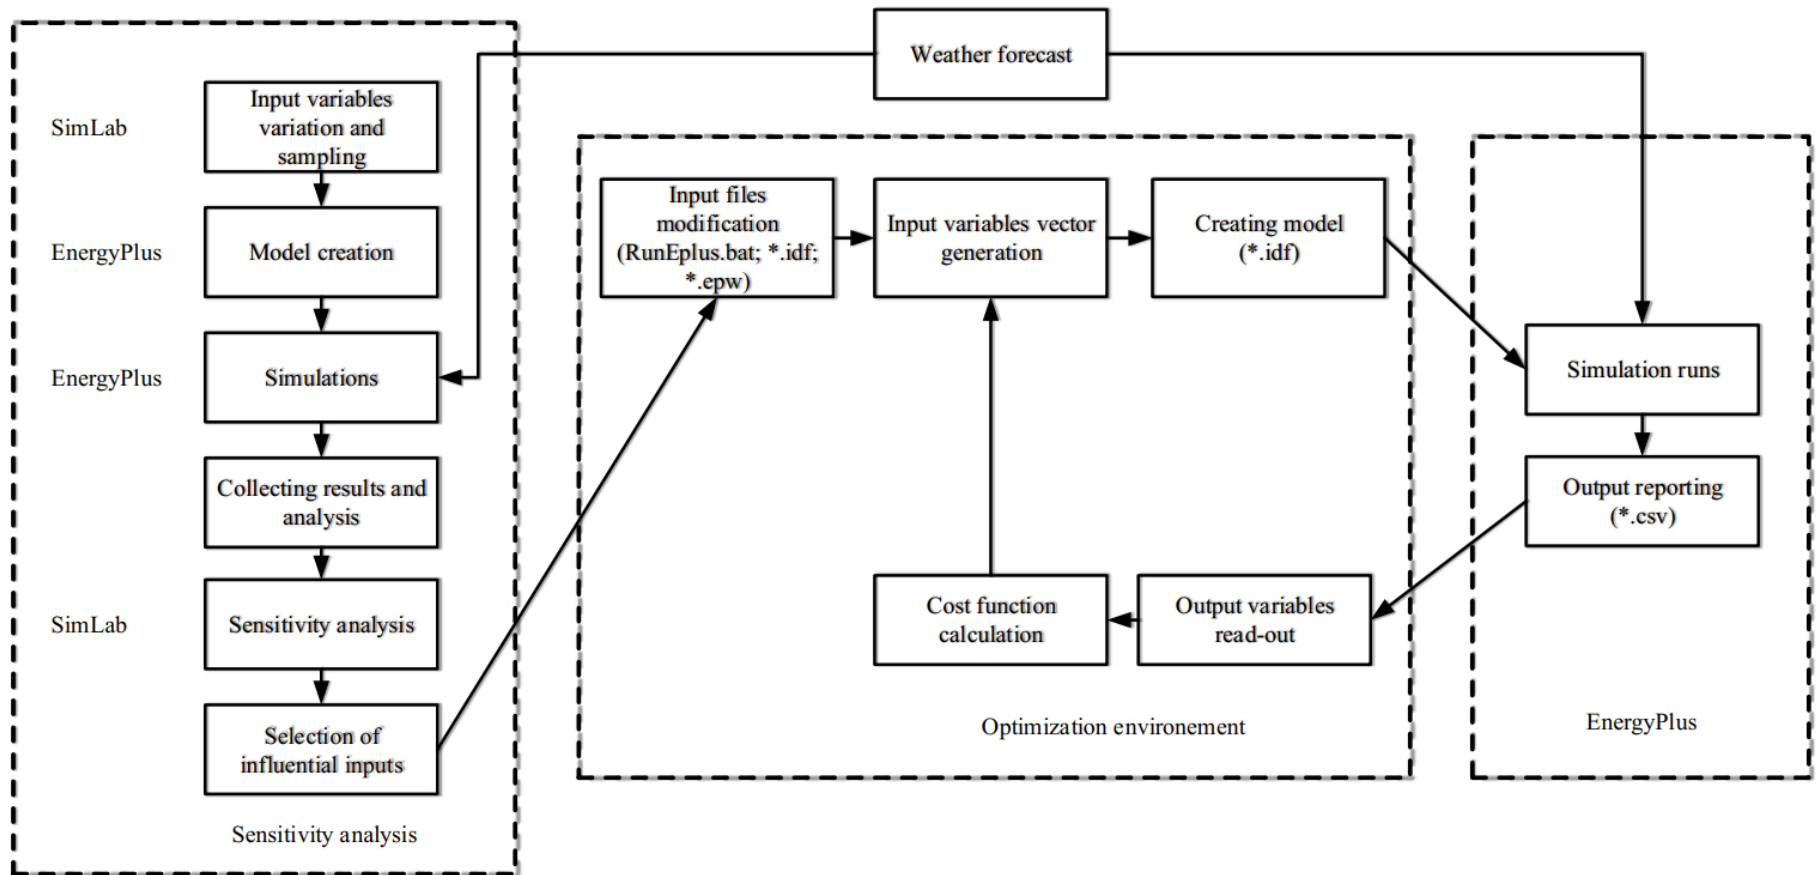 Weather forecast
SimLab
Input variables
variation and
sampling
EnergyPlus
Model creation
EnergyPlus
Simulations
Collecting results and
analysis
SimLab
Sensitivity analysis
Selection of
influential inputs
Sensitivity analysis
Input files
modification
(RunEplus.bat; *.idf;
*.epw)
Input variables vector
generation
Creating model
(*.idf)
Cost function
calculation
Output variables
read-out
Optimization environement
Simulation runs
Output reporting
(*.csv)
EnergyPlus